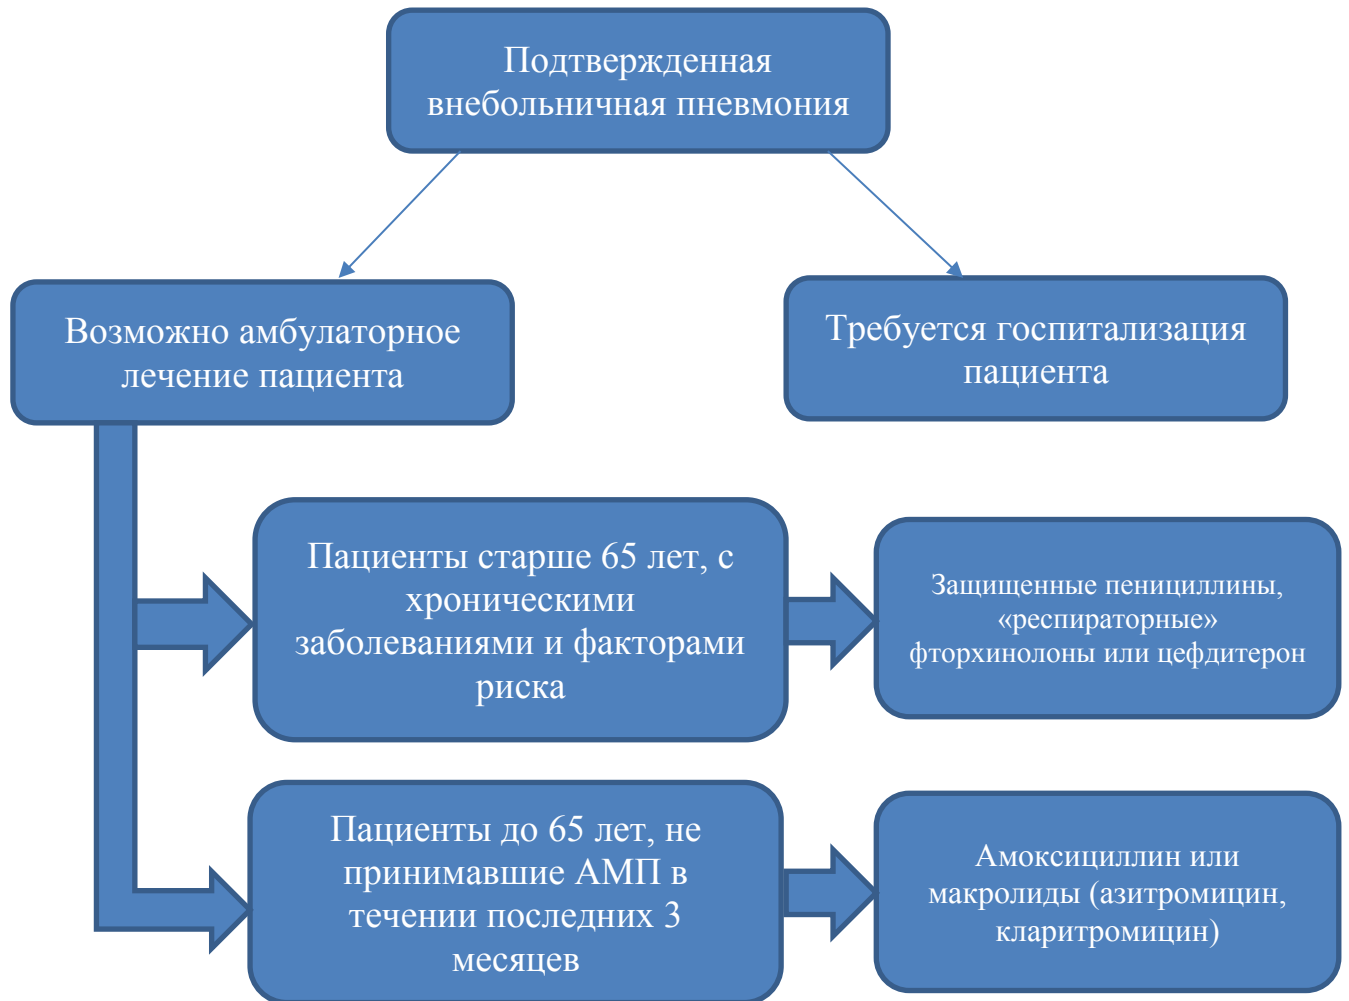 Подтвержденная
внебольничная пневмония
Возможно амбулаторное
лечение пациента
Требуется госпитализация
пациента
Пациенты старше 65 лет, с
хроническими
заболеваниями и факторами
риска
Защищенные пенициллины,
«респираторные»
фторхинолоны или цефдитерон
Пациенты до 65 лет, не
принимавшие АМП в
течении последних 3
месяцев
Амоксициллин или
макролиды (азитромицин,
кларитромицин)